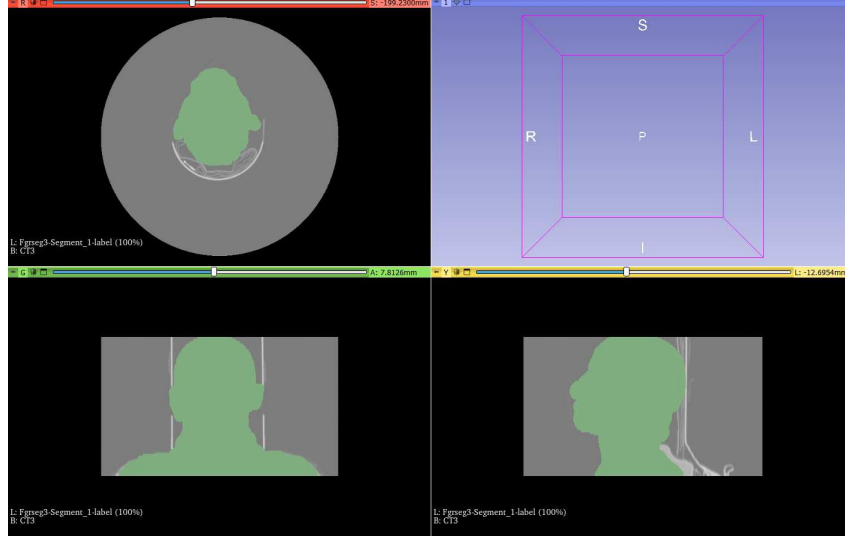 R S: -199.2300mm
1
S
R P L
I
L: Fgrseg3-Segment_1-label (100%)
B: CT3
G A: 7.8126mm
Y L: -12.6954mm
L: Fgrseg3-Segment_1-label (100%)
B: CT3
L: Fgrseg3-Segment_1-label (100%)
B: CT3